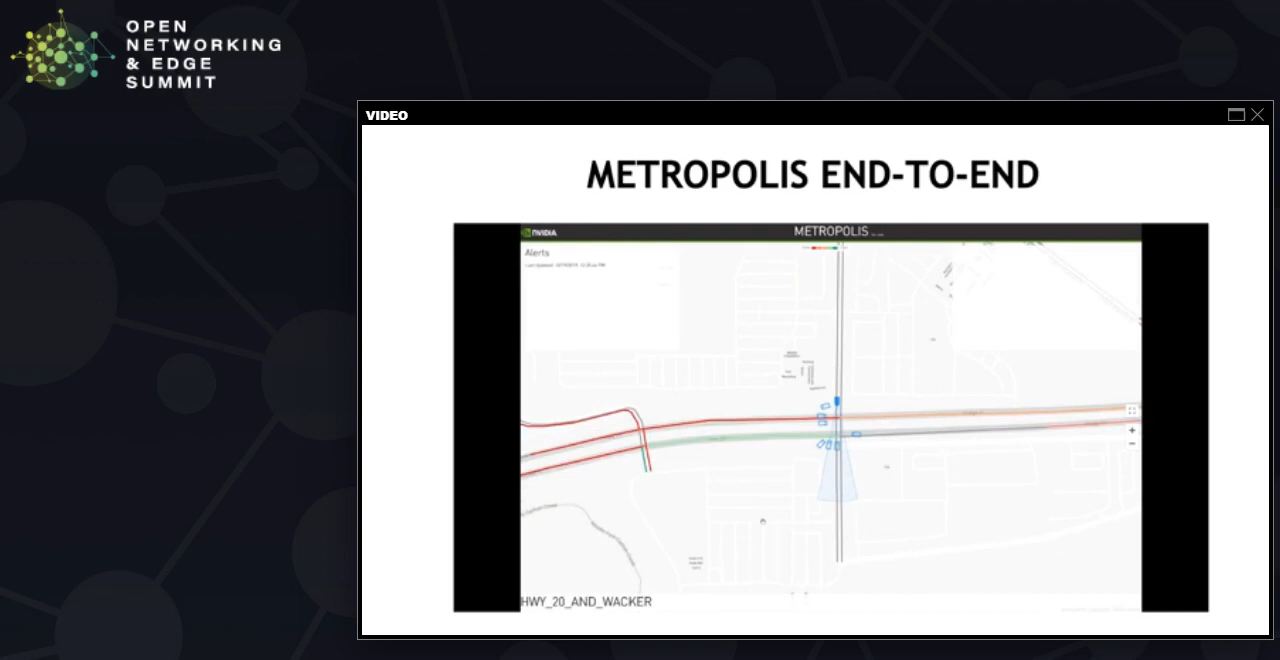 OPEN
NETWORKING
& EDGE
SUMMIT
VIDEO
METROPOLIS END-TO-END
NVIDIA
METROPOLIS
Alerts
HWY_20_AND_WACKER